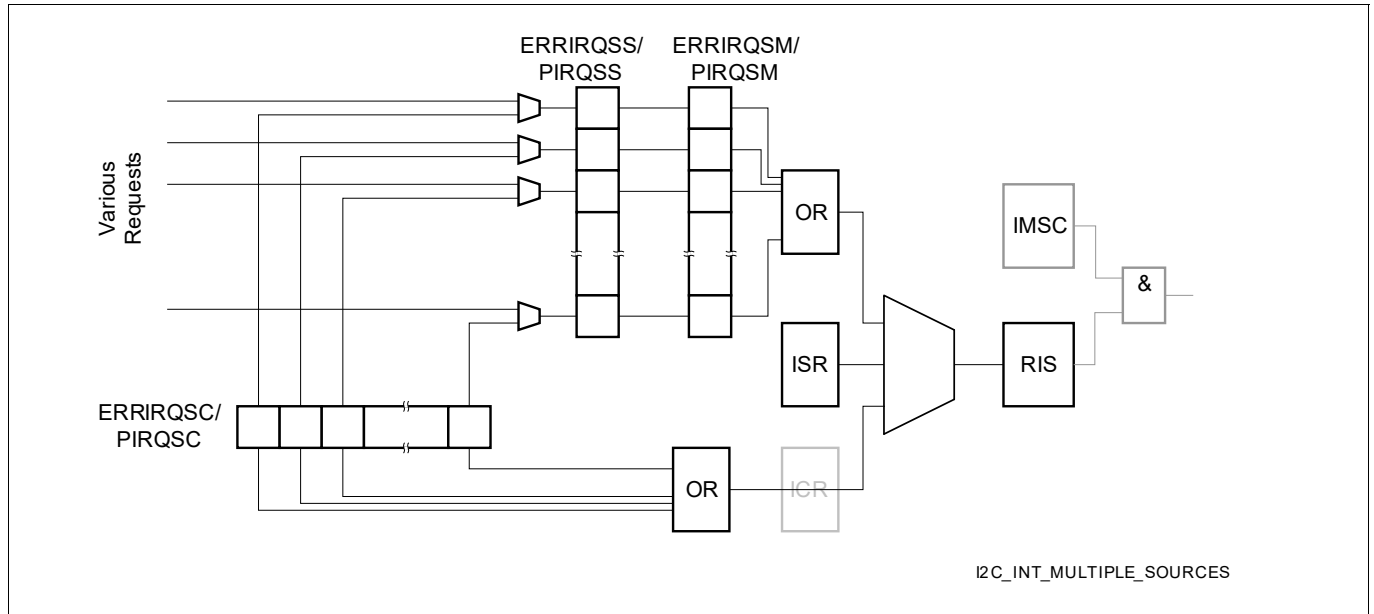 ERRIRQSS/
PIRQSS
ERRIRQSM/
PIRQSM
Various
Requests
OR
IMSC
&
ISR
RIS
ERRIRQSC/
PIRQSC
OR
ICR
I2C_INT_MULTIPLE_SOURCES